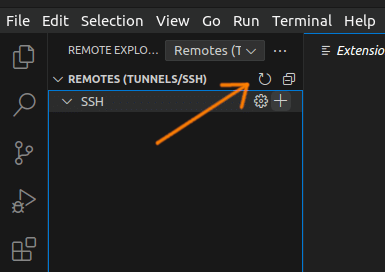 File Edit Selection View Go Run Terminal Help
REMOTE EXPLO... Remotes (T ...
Extensio
REMOTES (TUNNELS/SSH)
SSH